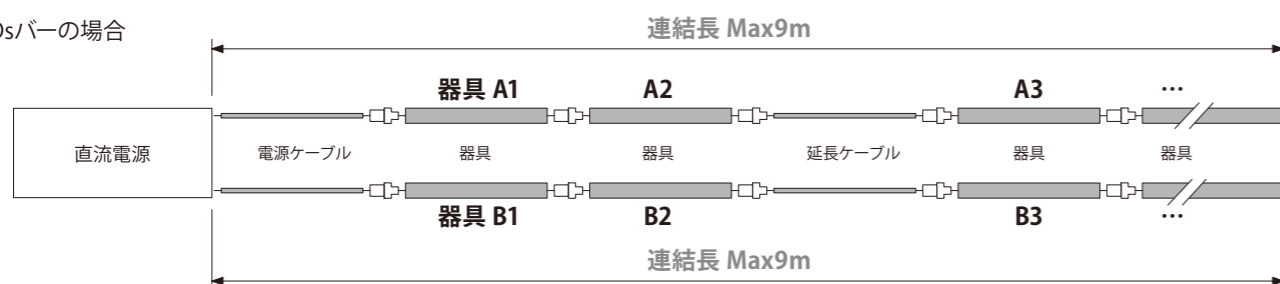 Dsバーの場合
連結長 Max9m
器具 A1 A2 A3 …
直流電源 電源ケーブル 器具 器具 延長ケーブル 器具 器具
器具 B1 B2 B3 …
連結長 Max9m